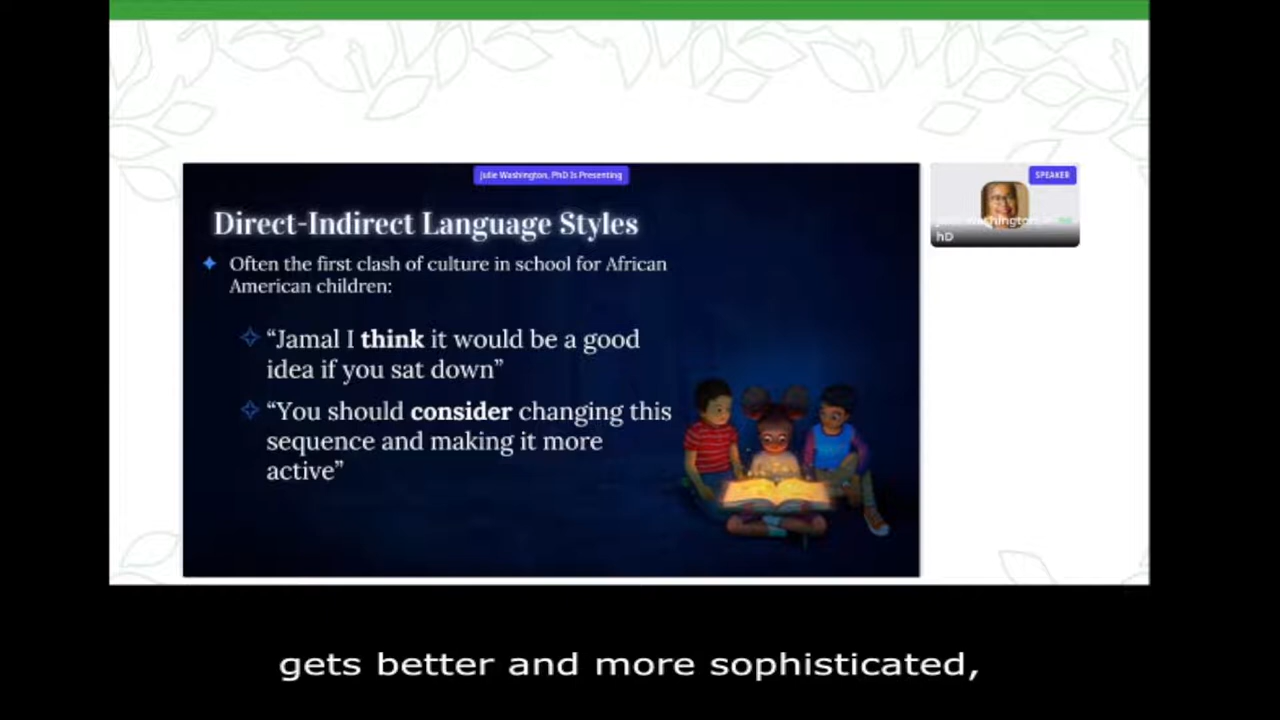 Julie Washington, PhD Is Presenting
SPEAKER
Washington,
hD
Direct-Indirect Language Styles
Often the first clash of culture in school for African
American children:
“Jamal I think it would be a good
idea if you sat down”
“You should consider changing this
sequence and making it more
active”
gets better and more sophisticated,